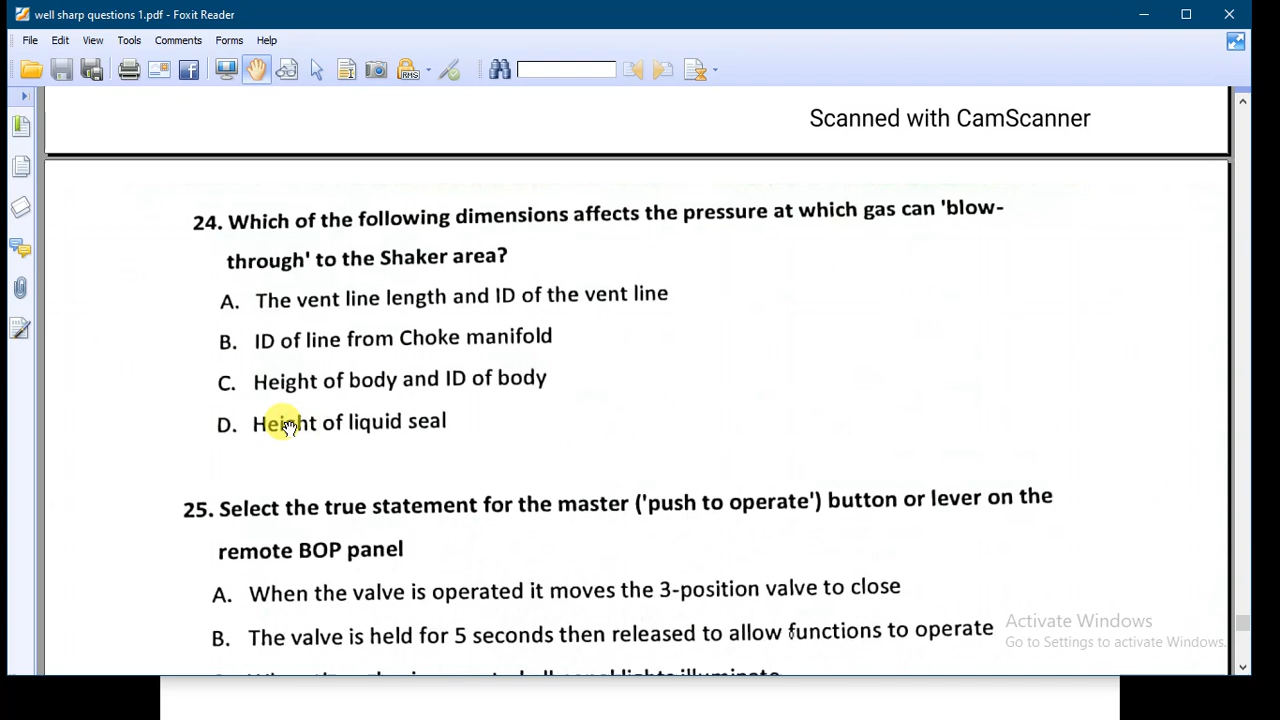 well sharp questions 1.pdf - Foxit Reader
File Edit View Tools Comments Forms Help
Scanned with CamScanner
24. Which of the following dimensions affects the pressure at which gas can 'blow-
through' to the Shaker area?
A. The vent line length and ID of the vent line
B. ID of line from Choke manifold
C. Height of body and ID of body
D. Height of liquid seal
25. Select the true statement for the master ('push to operate') button or lever on the
remote BOP panel
A. When the valve is operated it moves the 3-position valve to close
B. The valve is held for 5 seconds then released to allow functions to operate
Activate Windows
Go to Settings to activate Windows.